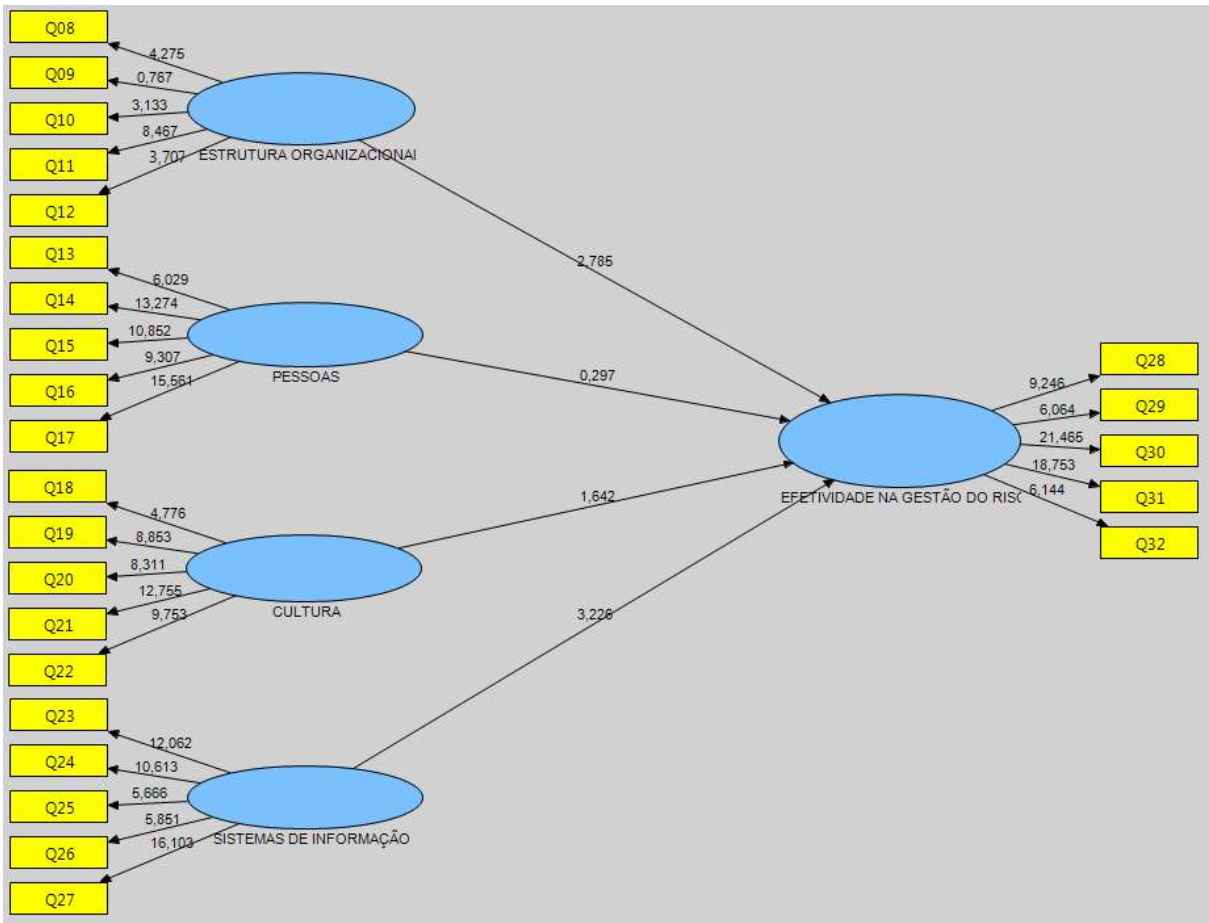 Q08
4,275
Q09
0,767
Q10
3,133
Q11
8,467
Q12
3,707
ESTRUTURA ORGANIZACIONAL
2,785
Q13
6,029
Q14
13,274
Q15
10,852
Q16
9,307
Q17
15,561
PESSOAS
0,297
Q18
4,776
Q19
8,853
Q20
8,311
Q21
12,755
Q22
9,753
CULTURA
1,642
Q23
12,062
Q24
10,613
Q25
5,666
Q26
5,851
Q27
16,103
SISTEMAS DE INFORMAÇÃO
3,226
EFETIVIDADE NA GESTÃO DO RISC
9,246
Q28
6,064
Q29
21,465
Q30
18,753
Q31
6,144
Q32